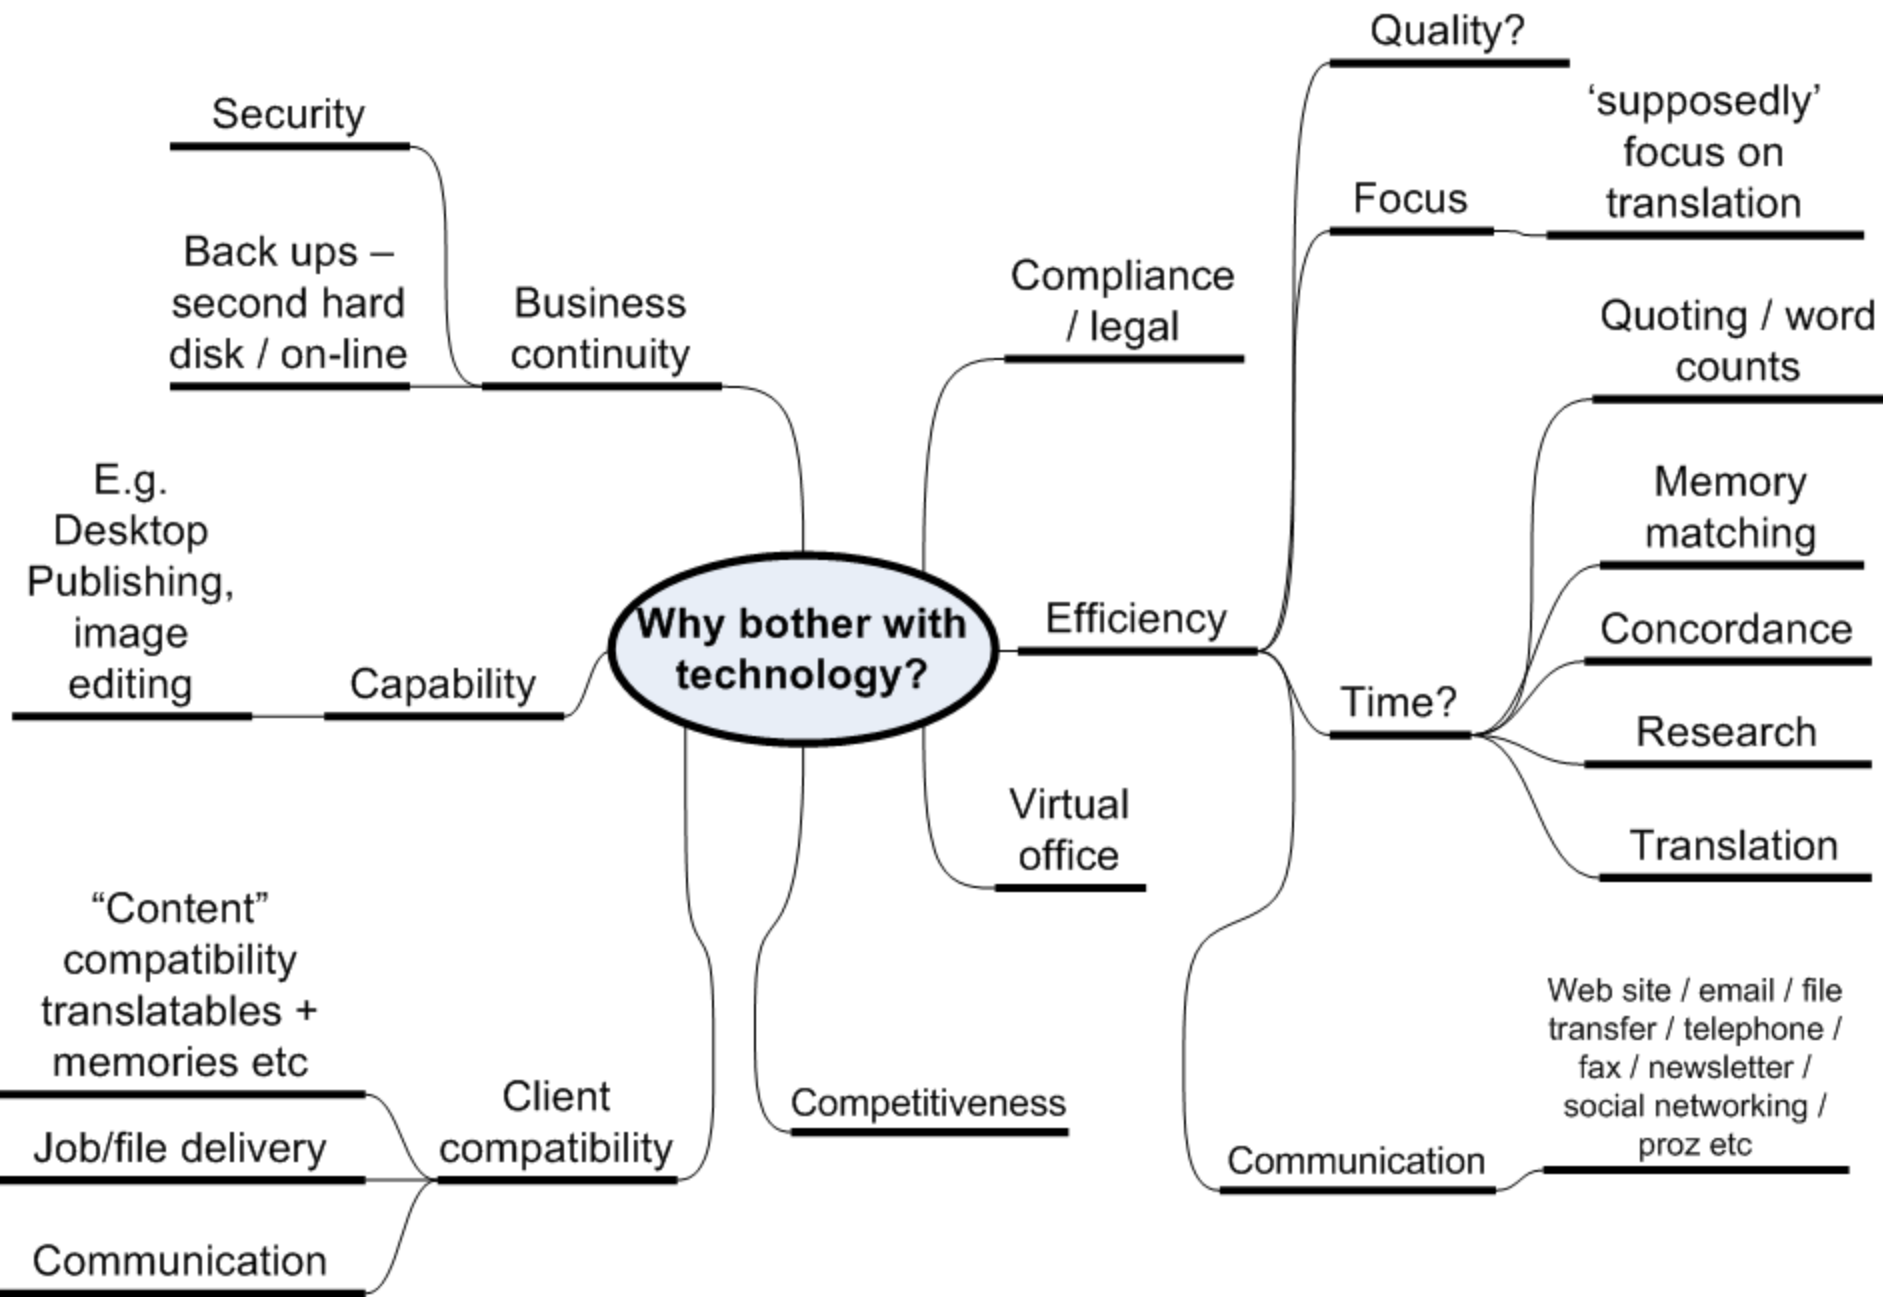 Quality?
‘supposedly’
focus on
translation
Focus
Security
Back ups –
second hard
disk / on-line
Business
continuity
Compliance
/ legal
Quoting / word
counts
Memory
matching
Concordance
Research
Translation
Time?
Efficiency
E.g.
Desktop
Publishing,
image
editing
Capability
Why bother with
technology?
Virtual
office
“Content”
compatibility
translatables +
memories etc
Job/file delivery
Communication
Client
compatibility
Competitiveness
Communication
Web site / email / file
transfer / telephone /
fax / newsletter /
social networking /
proz etc